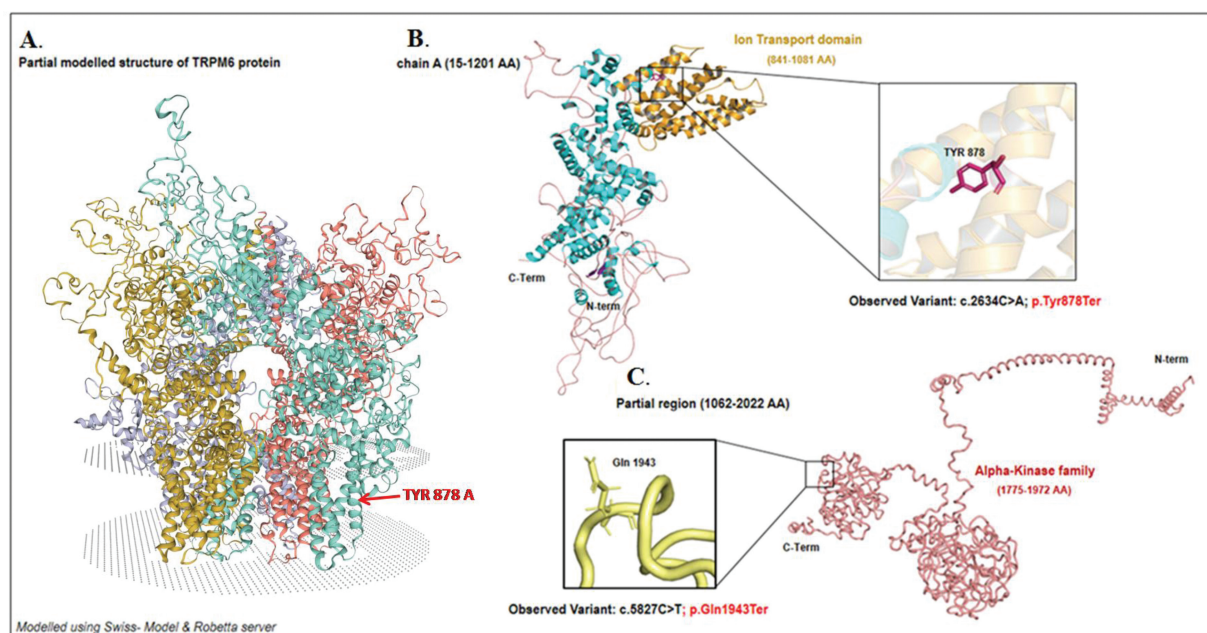 A.
Partial modelled structure of TRPM6 protein
TYR 878 A
Modelled using Swiss- Model & Robetta server
B.
chain A (15-1201 AA)
Ion Transport domain
(841-1081 AA)
C-Term
N-term
TYR 878
Observed Variant: c.2634C>A; p.Tyr878Ter
C.
Partial region (1062-2022 AA)
N-term
Gln 1943
Alpha-Kinase family
(1775-1972 AA)
C-Term
Observed Variant: c.5827C>T; p.Gln1943Ter